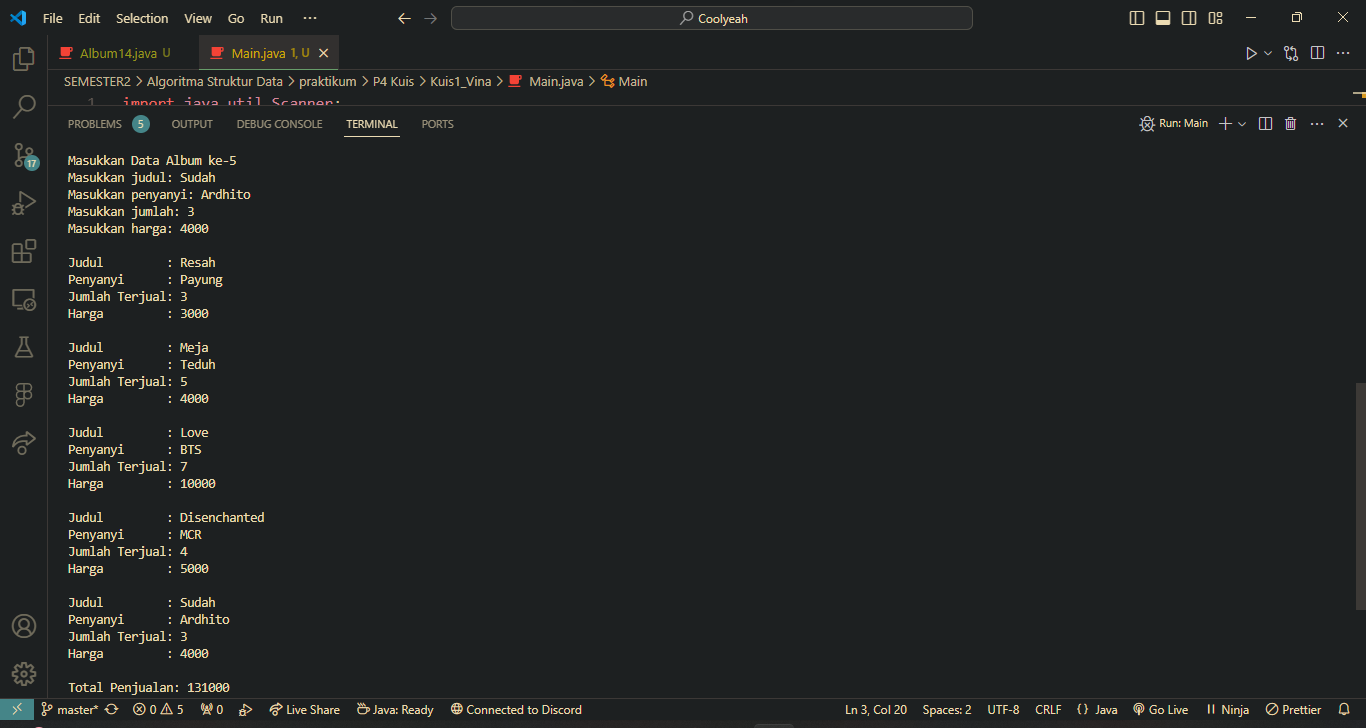 File Edit Selection View Go Run ··· Coolyeah
Album14.java U Main.java 1, U
SEMESTER2 > Algoritma Struktur Data > praktikum > P4 Kuis > Kuis1_Vina > Main.java > Main
1 import java.util.Scanner;
PROBLEMS 5 OUTPUT DEBUG CONSOLE TERMINAL PORTS Run: Main
17
Masukkan Data Album ke-5
Masukkan judul: Sudah
Masukkan penyanyi: Ardhito
Masukkan jumlah: 3
Masukkan harga: 4000
Judul : Resah
Penyanyi : Payung
Jumlah Terjual: 3
Harga : 3000
Judul : Meja
Penyanyi : Teduh
Jumlah Terjual: 5
Harga : 4000
Judul : Love
Penyanyi : BTS
Jumlah Terjual: 7
Harga : 10000
Judul : Disenchanted
Penyanyi : MCR
Jumlah Terjual: 4
Harga : 5000
Judul : Sudah
Penyanyi : Ardhito
Jumlah Terjual: 3
Harga : 4000
Total Penjualan: 131000
master* 0 5 0 Live Share Java: Ready Connected to Discord Ln 3, Col 20 Spaces: 2 UTF-8 CRLF {} Java Go Live Ninja Prettier